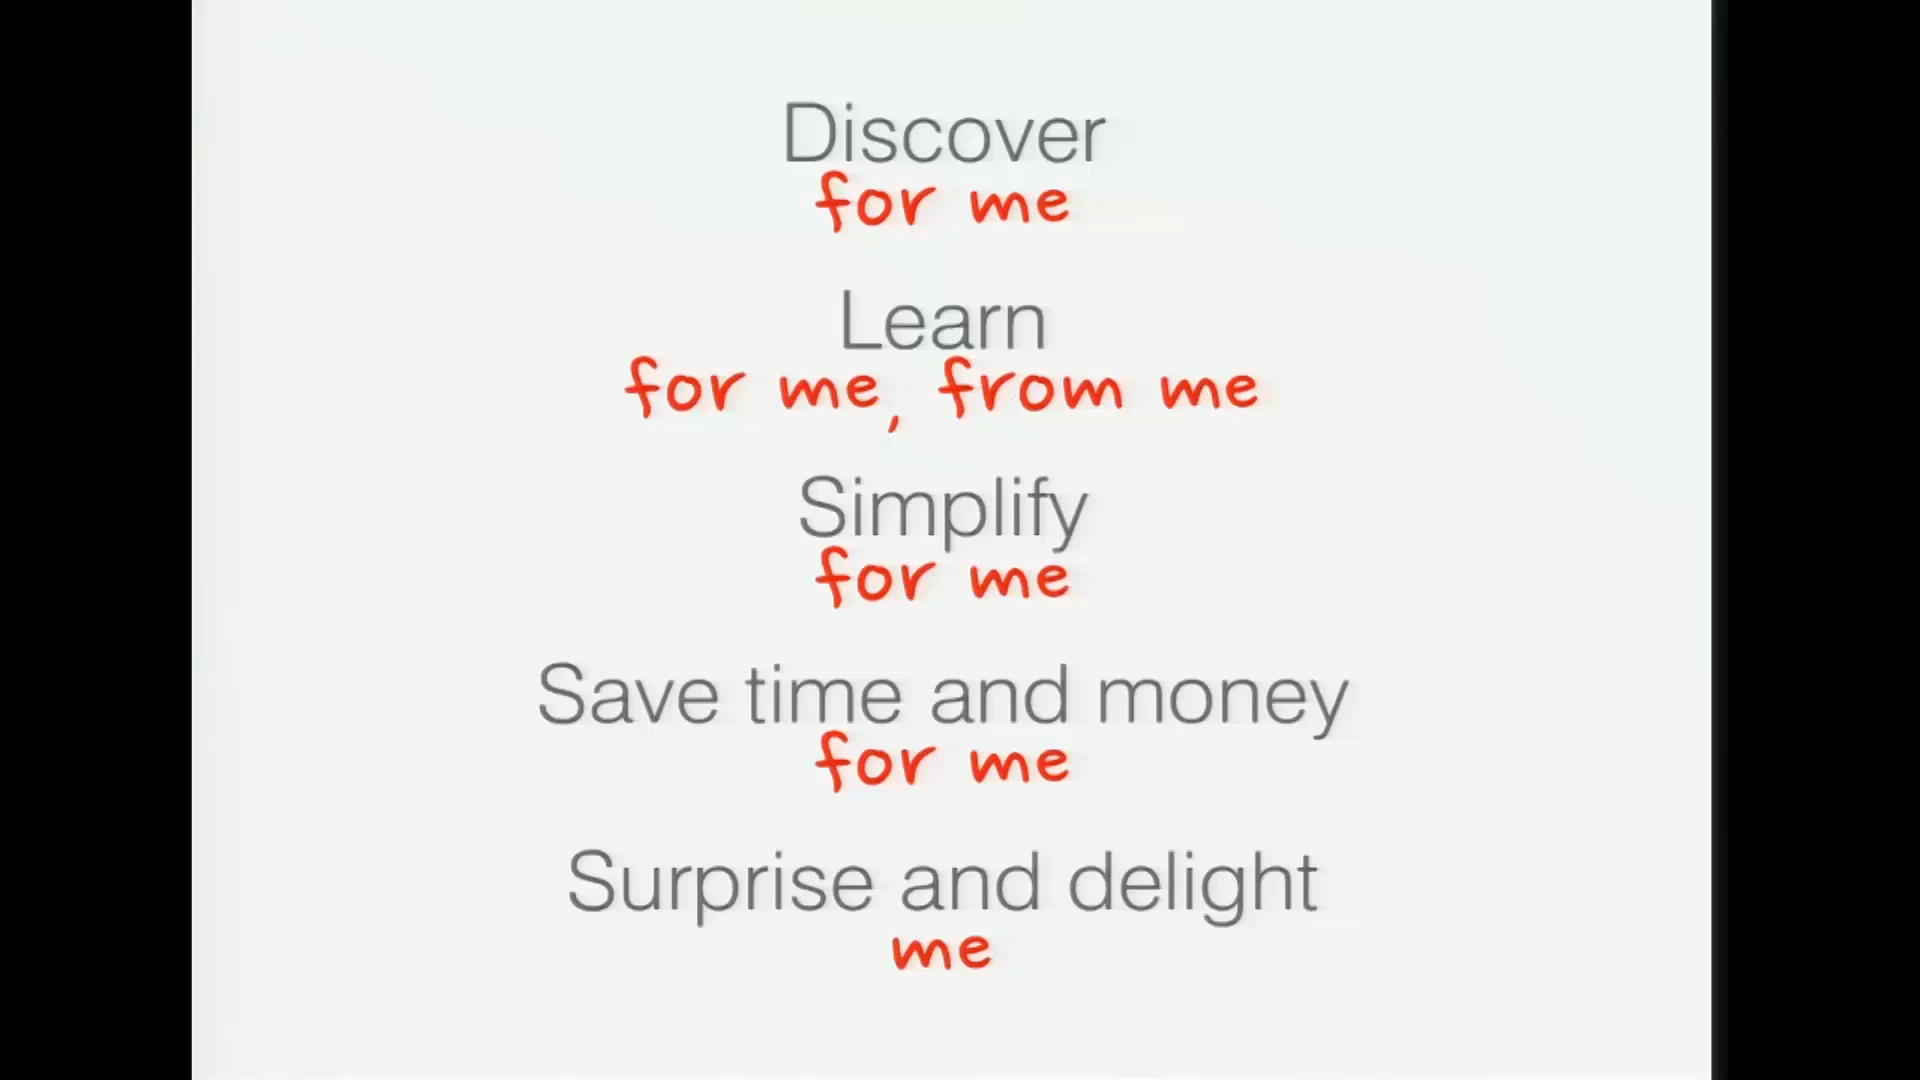 Discover
for me
Learn
for me, from me
Simplify
for me
Save time and money
for me
Surprise and delight
me